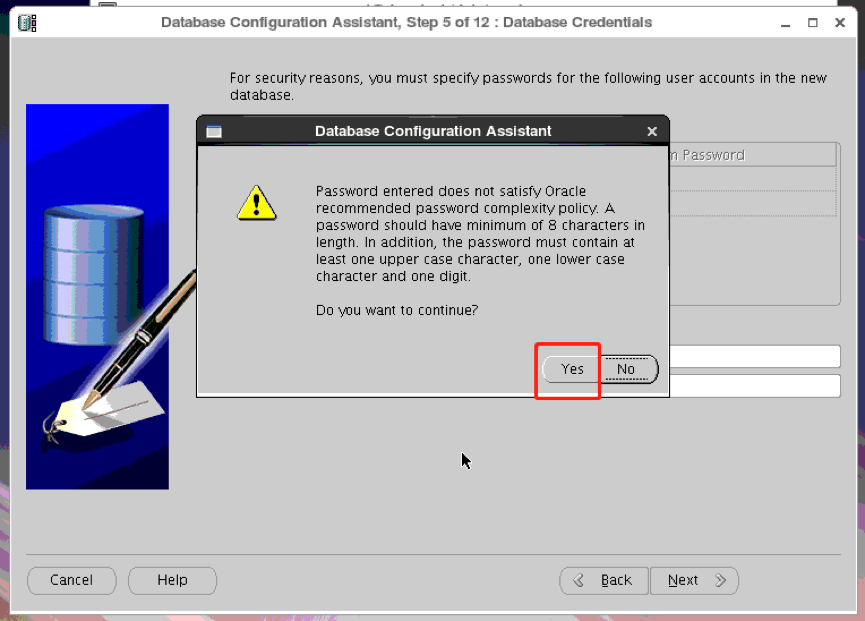 Database Configuration Assistant, Step 5 of 12 : Database Credentials
For security reasons, you must specify passwords for the following user accounts in the new
database.
Database Configuration Assistant
Password
Password entered does not satisfy Oracle
recommended password complexity policy. A
password should have minimum of 8 characters in
length. In addition, the password must contain at
least one upper case character, one lower case
character and one digit.
Do you want to continue?
Yes
No
Cancel
Help
Back
Next